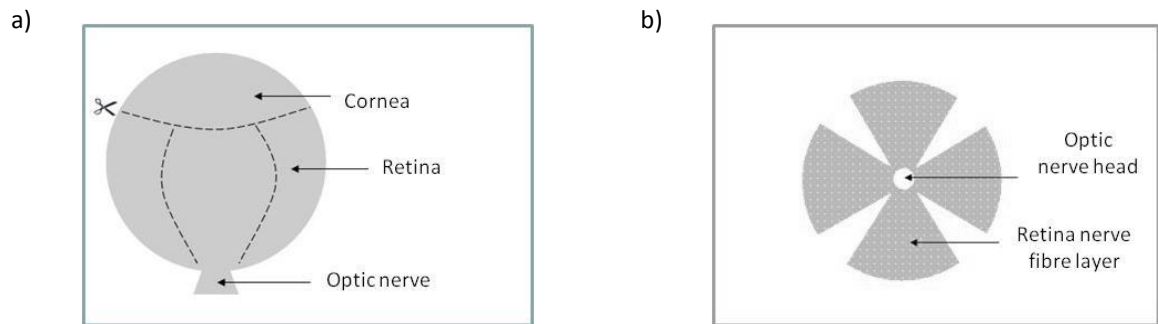 a)
Cornea
Retina
Optic nerve
b)
Optic
nerve head
Retina nerve
fibre layer